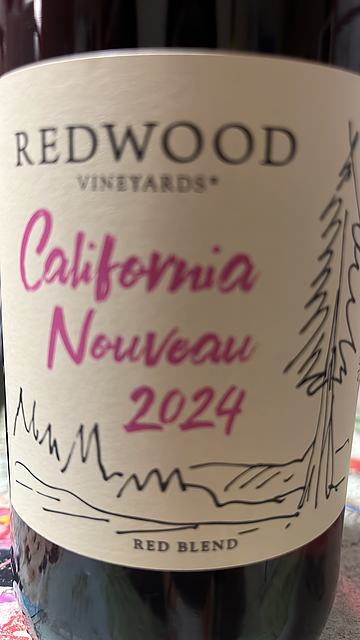 REDWOOD
VINEYARDS®
California
Nouveau
2024
RED BLEND